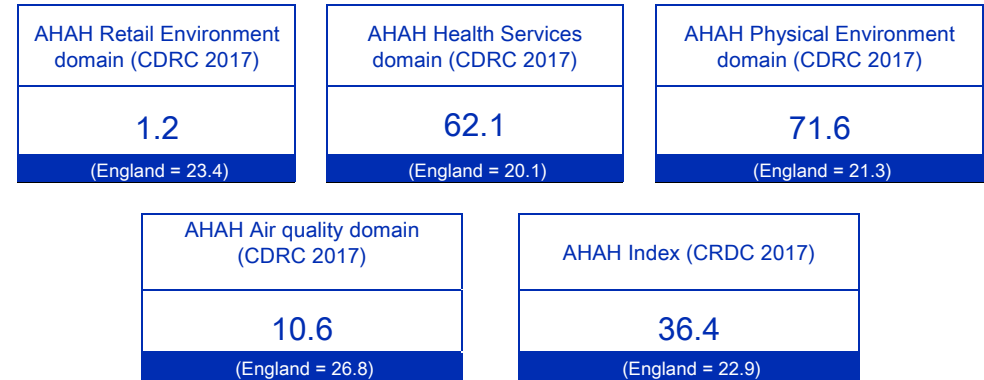 AHAH Retail Environment
domain (CDRC 2017)
1.2
(England = 23.4)
AHAH Health Services
domain (CDRC 2017)
62.1
(England = 20.1)
AHAH Physical Environment
domain (CDRC 2017)
71.6
(England = 21.3)
AHAH Air quality domain
(CDRC 2017)
10.6
(England = 26.8)
AHAH Index (CRDC 2017)
36.4
(England = 22.9)